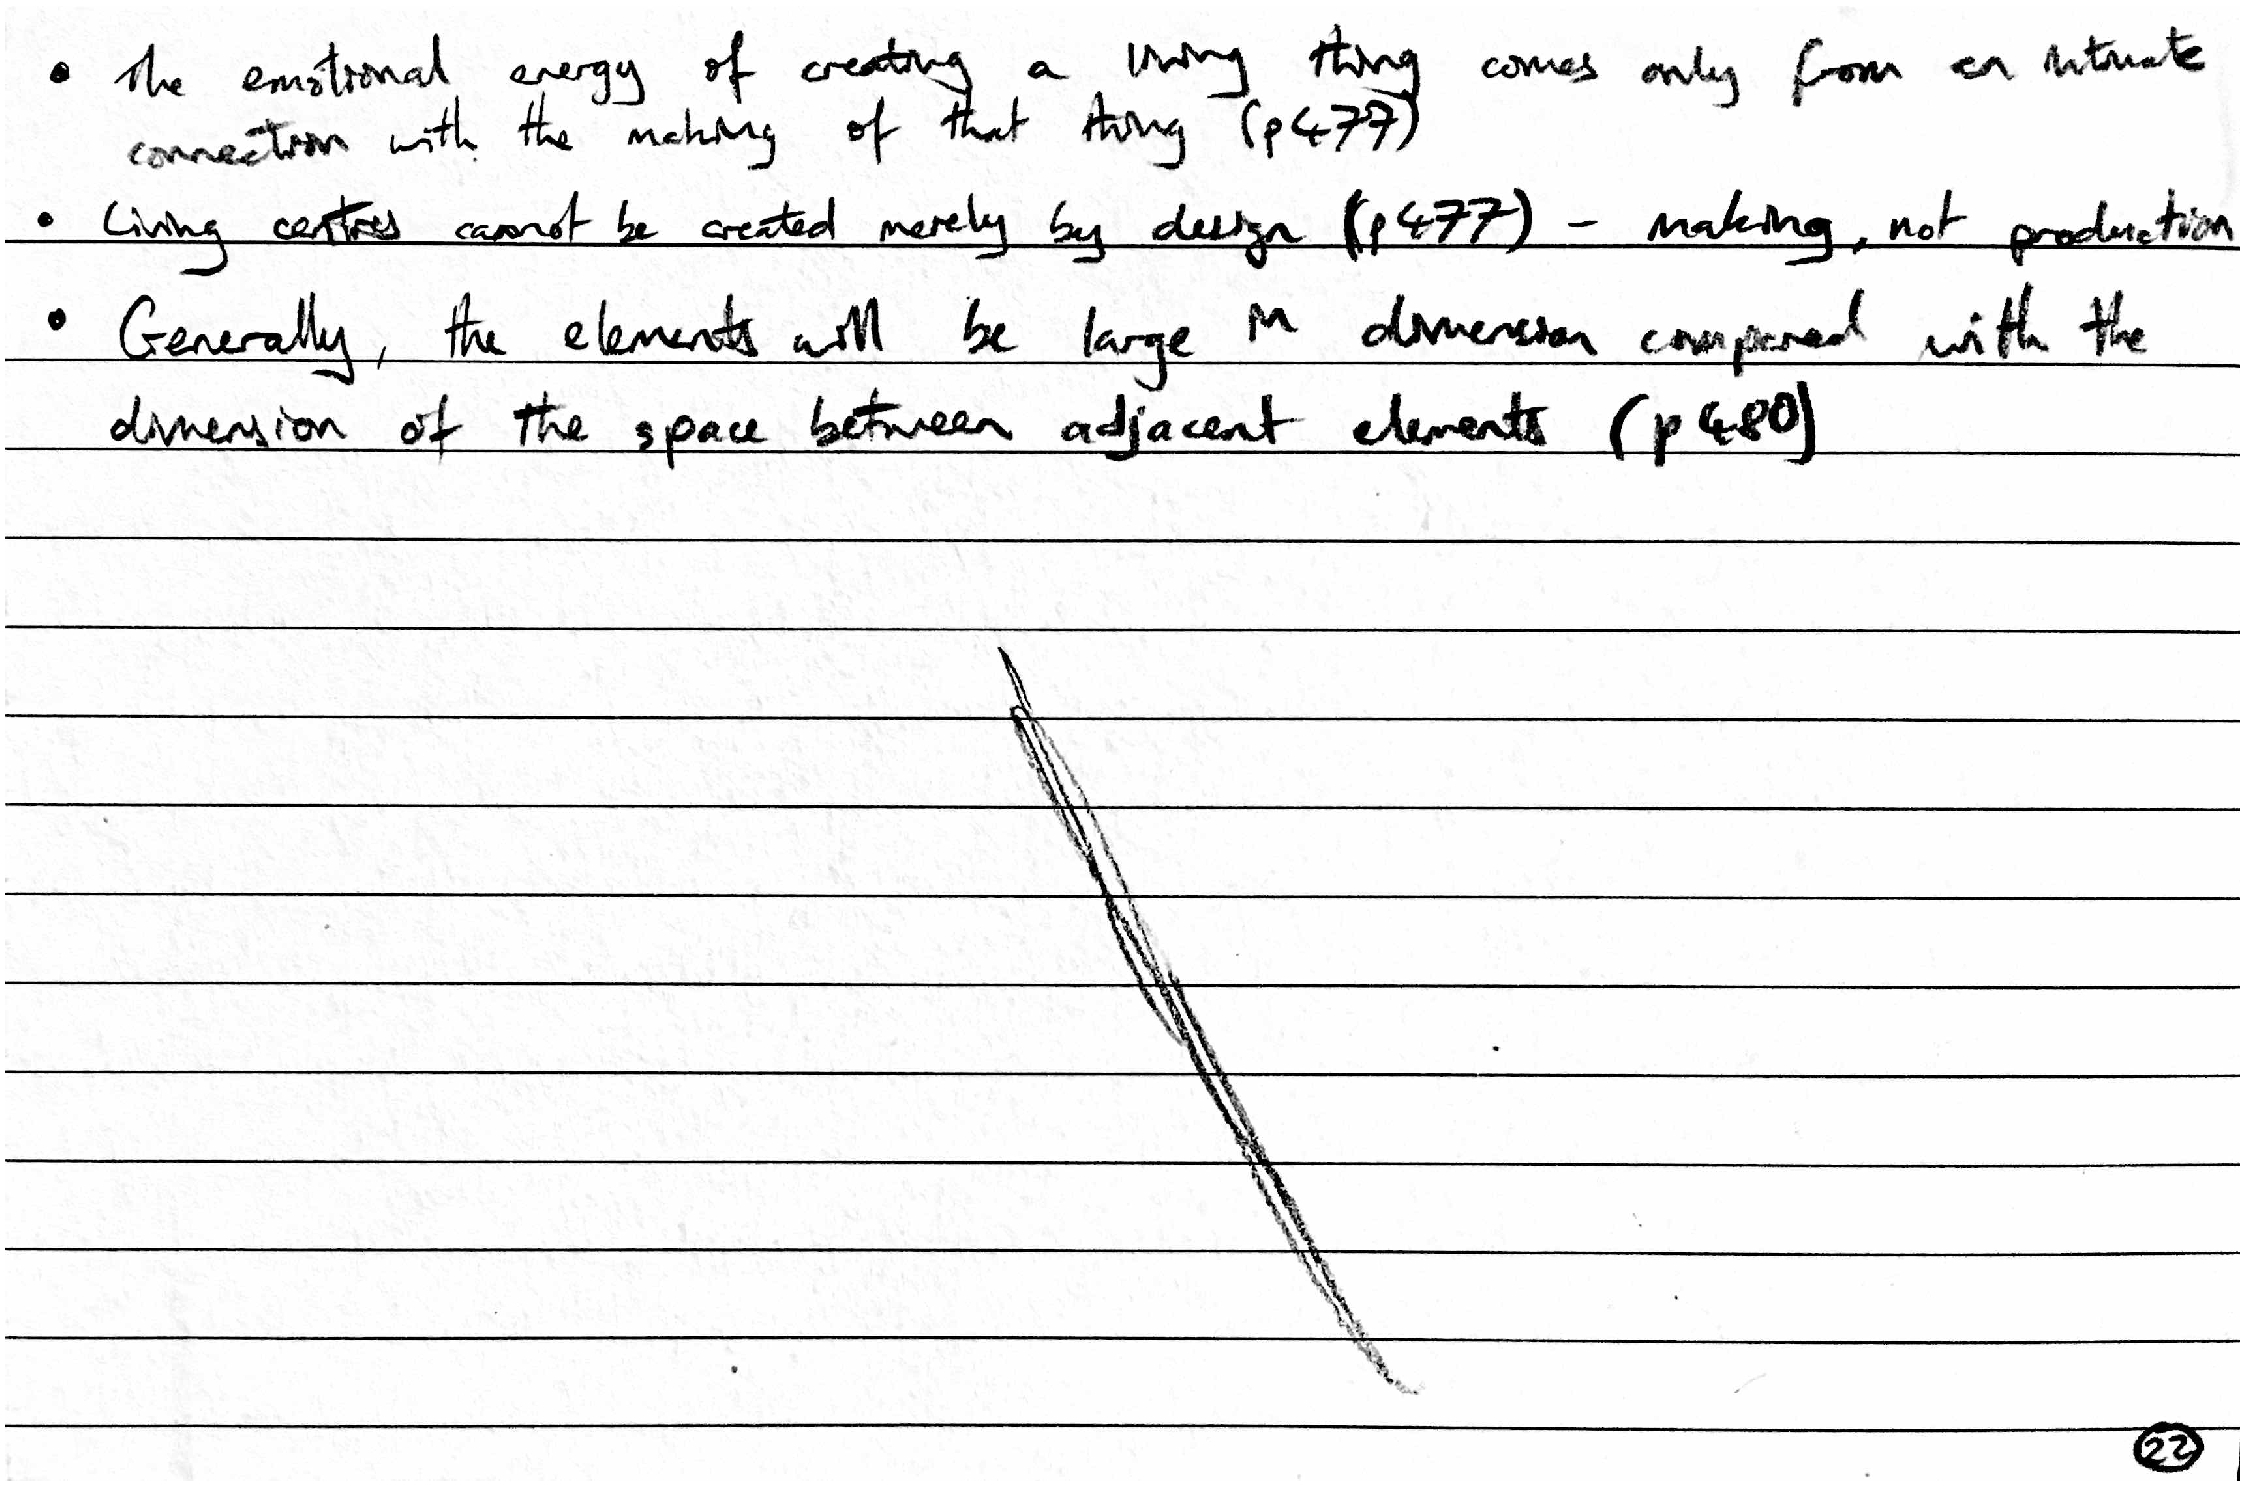 • The emotional energy of creating a living thing comes only from an intimate
connection with the making of that thing (p477)
• Living centres cannot be created merely by design (p477) - making, not production
• Generally, the elements will be large in dimension compared with the
dimension of the space between adjacent elements (p480)
22